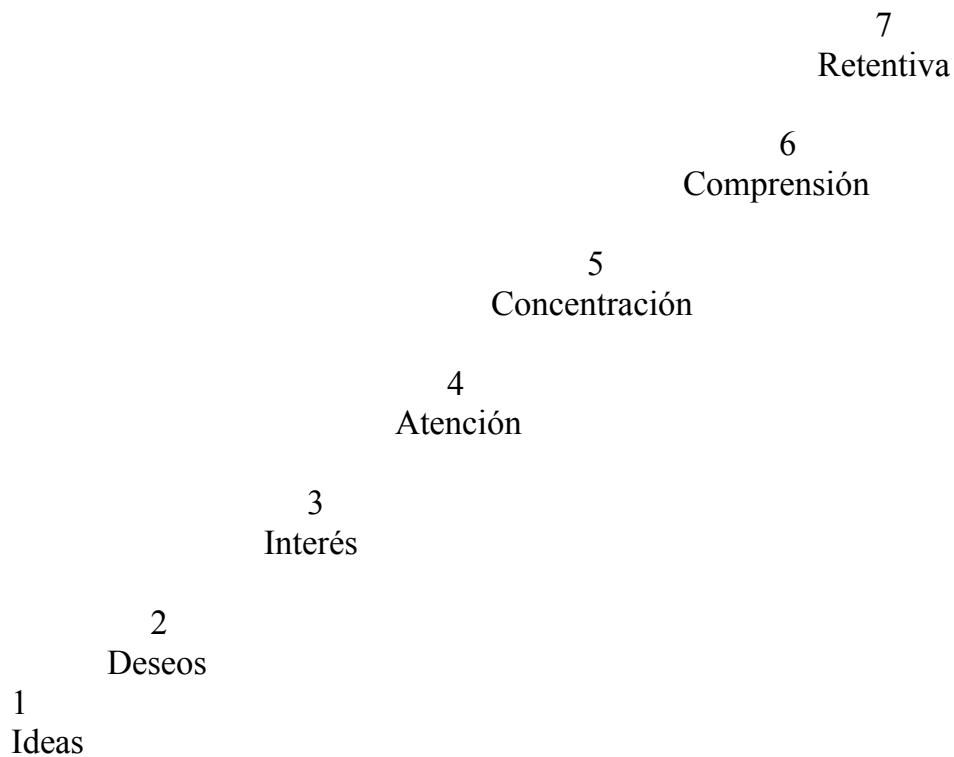 7
Retentiva
6
Comprensión
5
Concentración
4
Atención
3
Interés
2
Deseos
1
Ideas